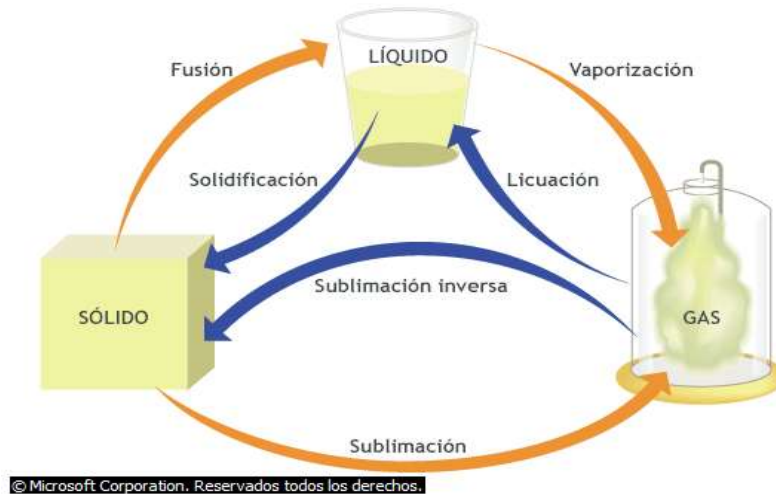 LÍQUIDO
Fusión
Vaporización
Solidificación
Licuación
Sublimación inversa
SÓLIDO
GAS
Sublimación
© Microsoft Corporation. Reservados todos los derechos.